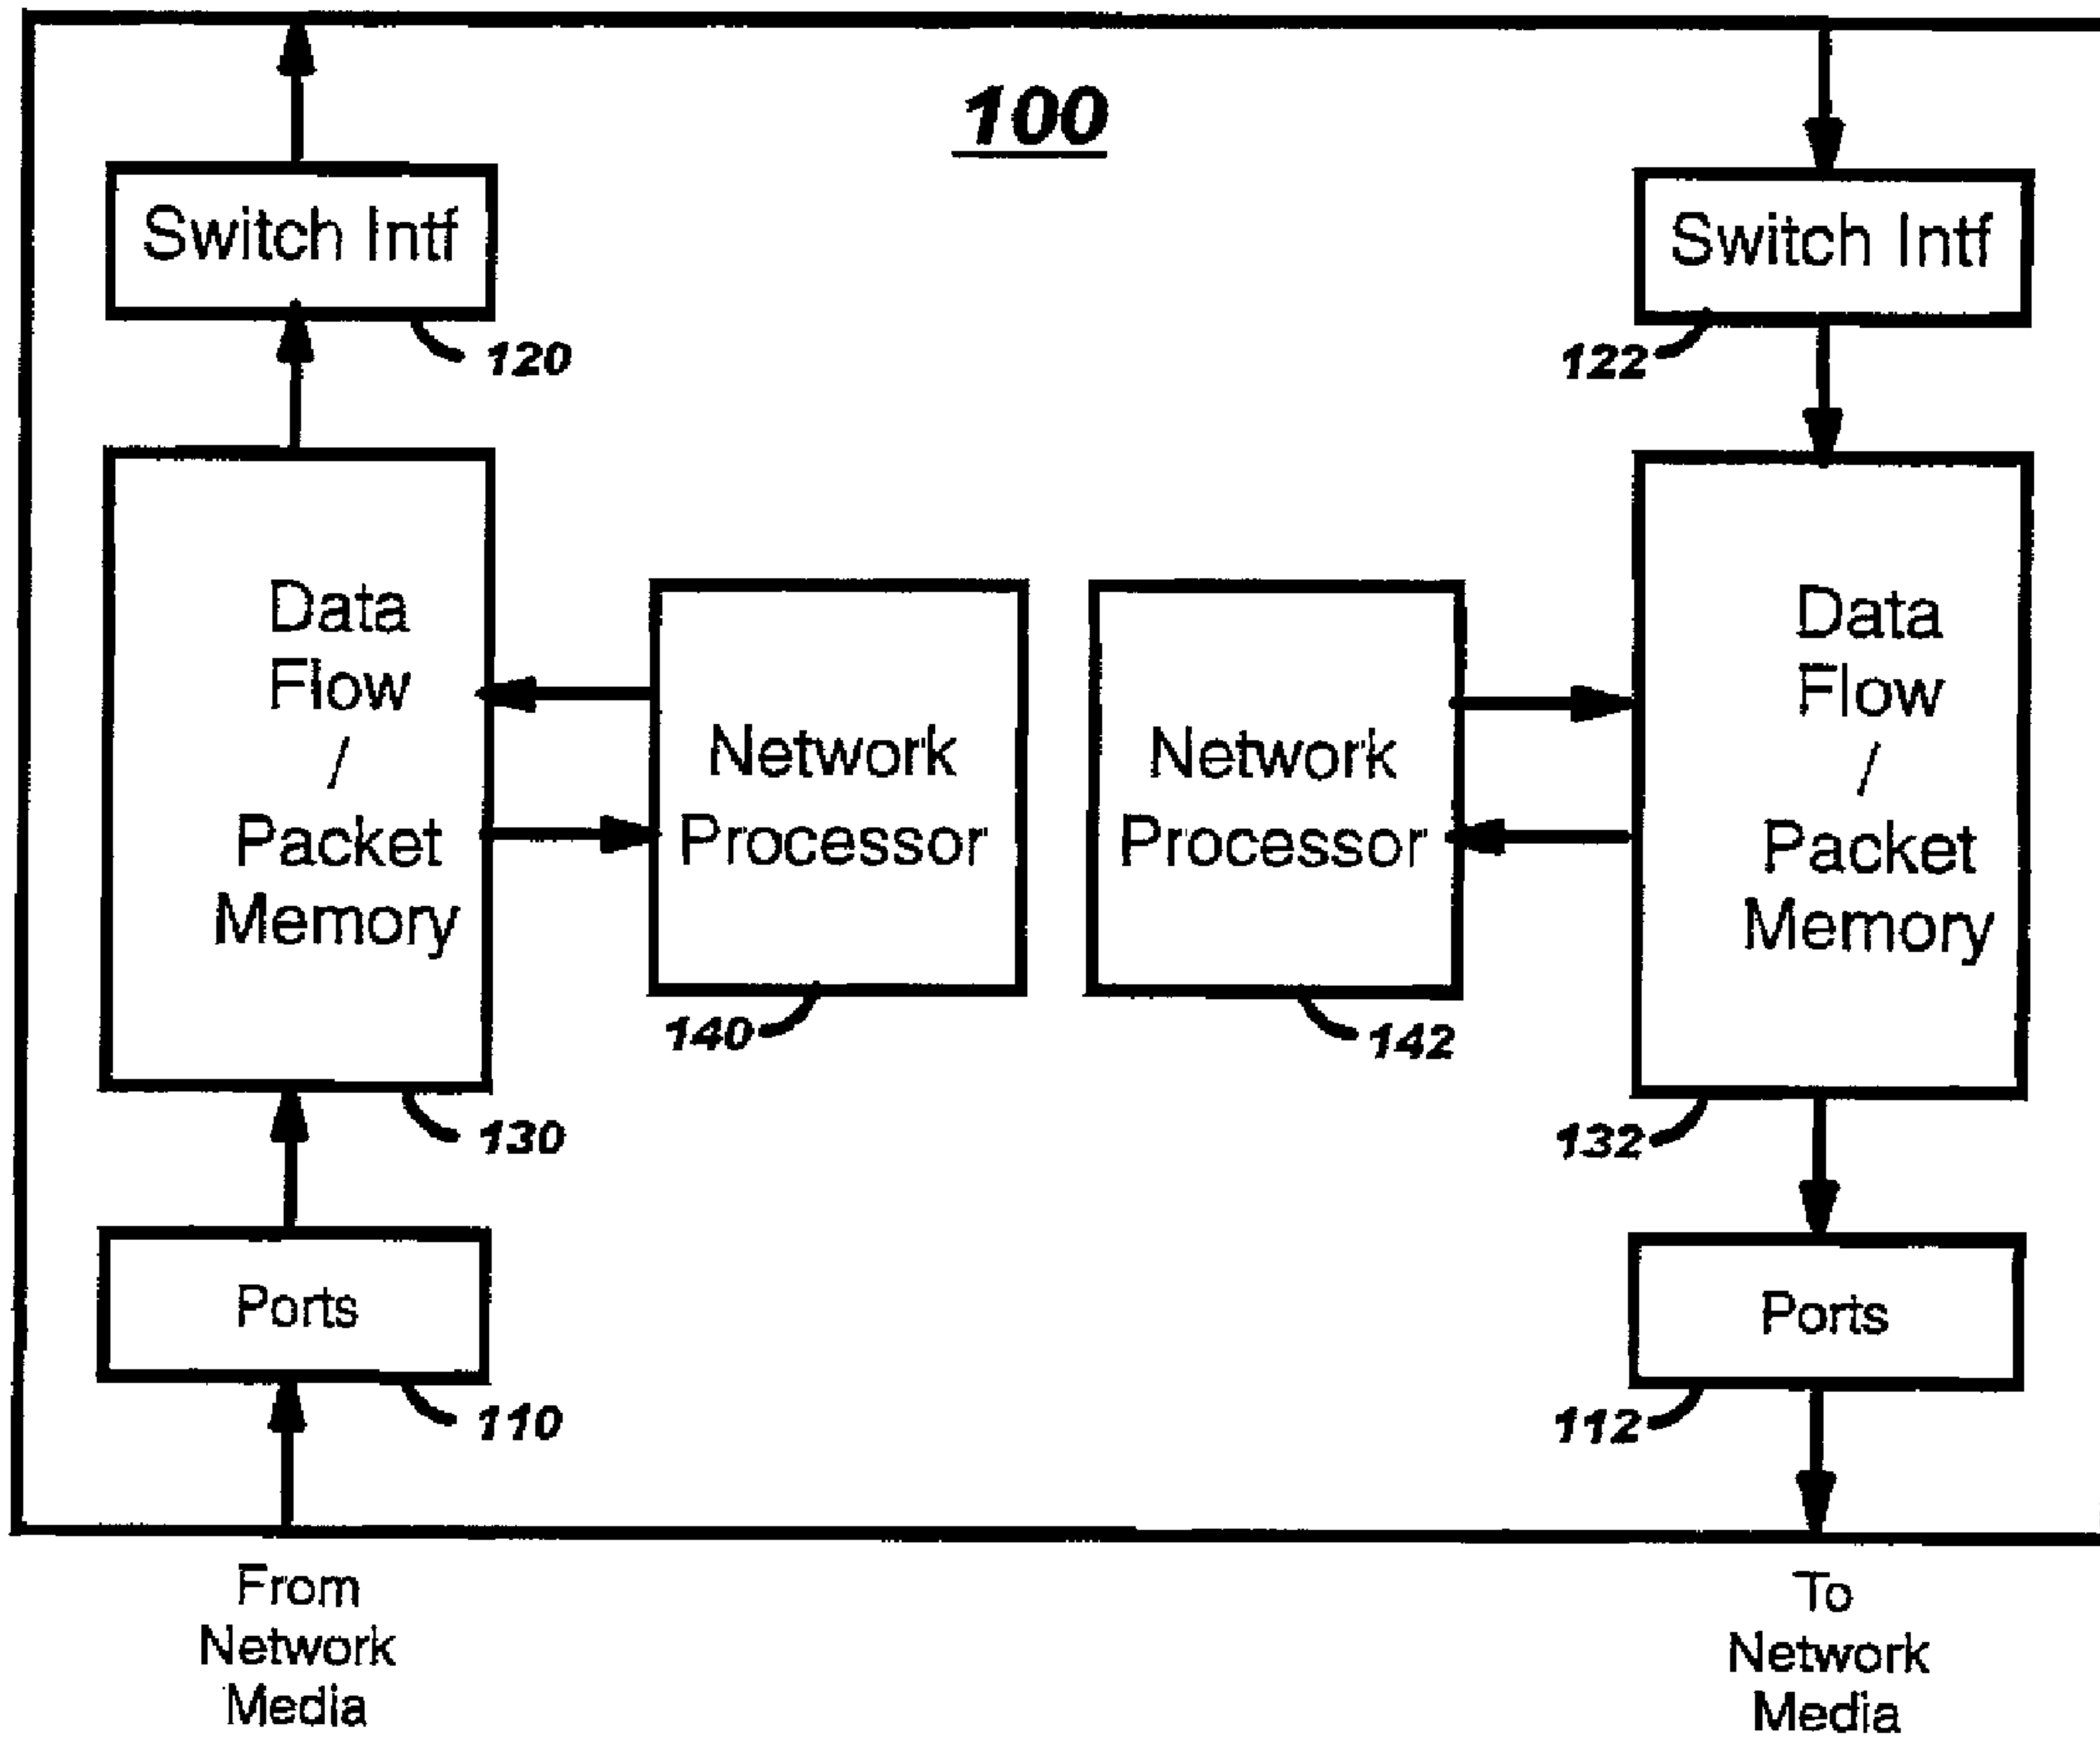 100
Switch Intf
120
Switch Intf
122
Data
Flow
/
Packet
Memory
130
Network
Processor
140
Network
Processor
142
Data
Flow
/
Packet
Memory
132
Ports
110
Ports
112
From
Network
Media
To
Network
Media